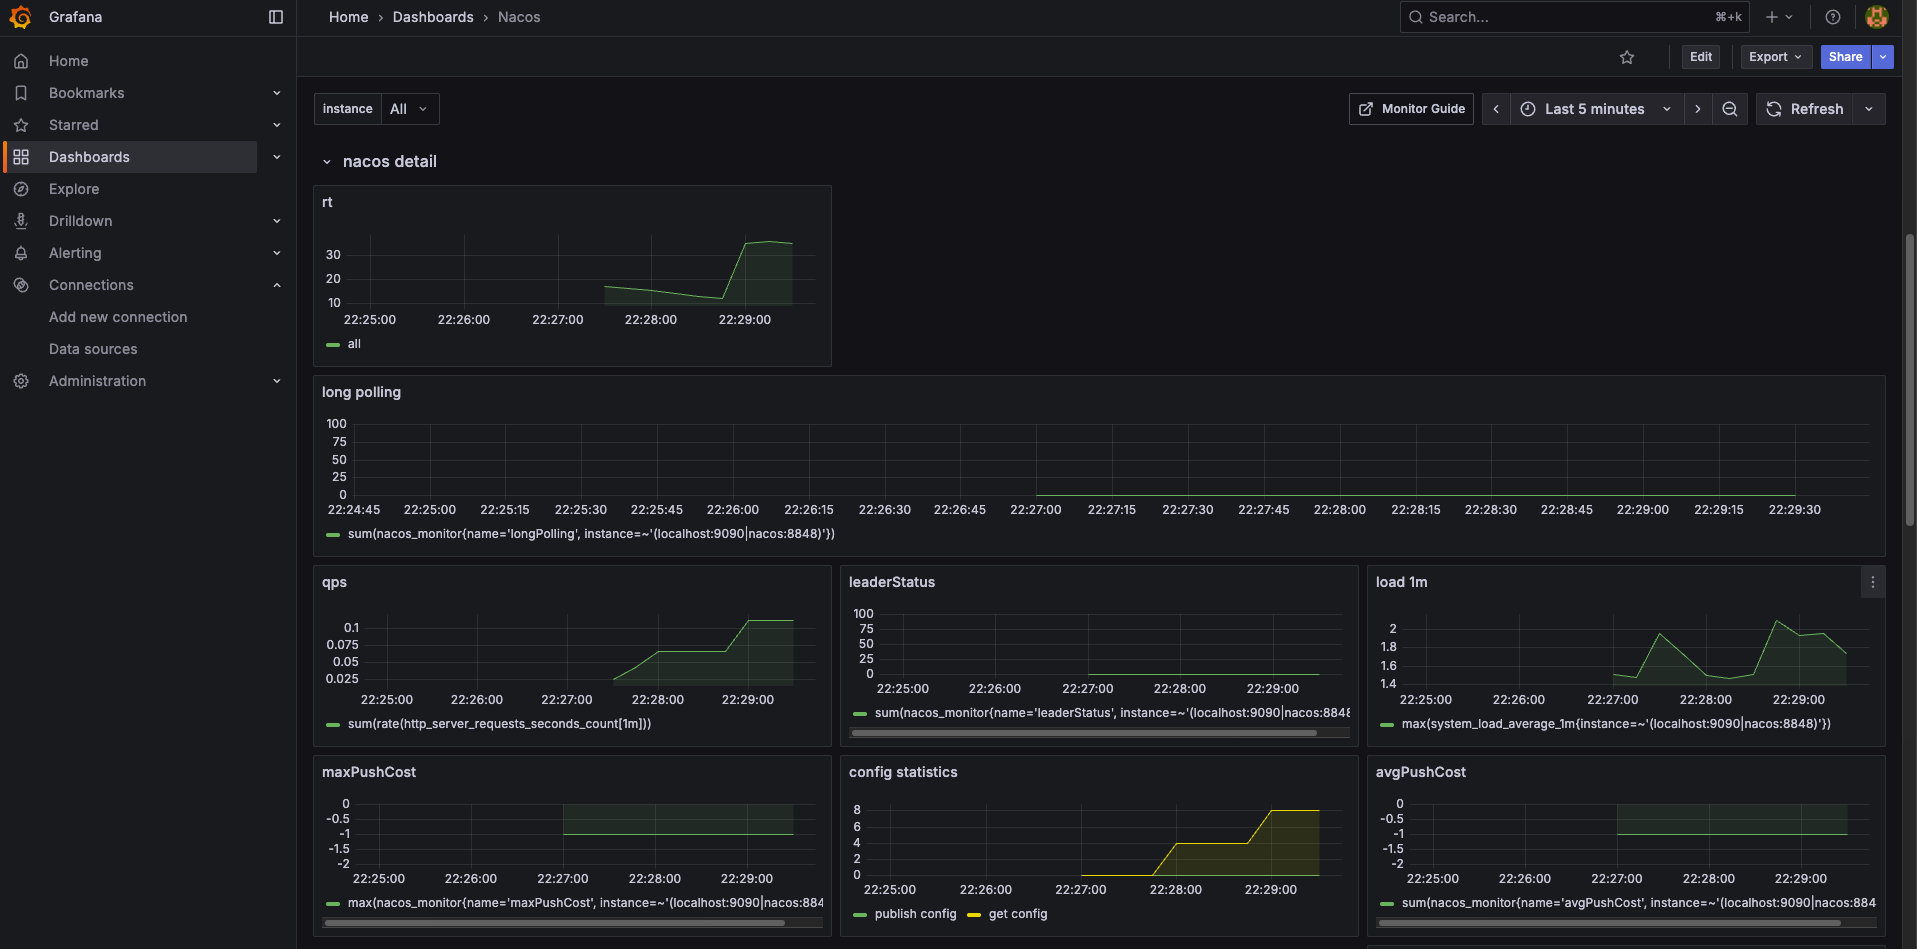 Grafana
Home › Dashboards › Nacos
Search...
⌘+k
Home
Bookmarks
Starred
Dashboards
Explore
Drilldown
Alerting
Connections
Add new connection
Data sources
Administration
Edit
Export
Share
instance
All
Monitor Guide
Last 5 minutes
Refresh
nacos detail
rt
30
20
10
22:25:00 22:26:00 22:27:00 22:28:00 22:29:00
all
long polling
100
75
50
25
0
22:24:45 22:25:00 22:25:15 22:25:30 22:25:45 22:26:00 22:26:15 22:26:30 22:26:45 22:27:00 22:27:15 22:27:30 22:27:45 22:28:00 22:28:15 22:28:30 22:28:45 22:29:00 22:29:15 22:29:30
sum(nacos_monitor{name='longPolling', instance=~'(localhost:9090|nacos:8848)'})
qps
0.1
0.075
0.05
0.025
22:25:00 22:26:00 22:27:00 22:28:00 22:29:00
sum(rate(http_server_requests_seconds_count[1m]))
leaderStatus
100
75
50
25
0
22:25:00 22:26:00 22:27:00 22:28:00 22:29:00
sum(nacos_monitor{name='leaderStatus', instance=~'(localhost:9090|nacos:8848
load 1m
2
1.8
1.6
1.4
22:25:00 22:26:00 22:27:00 22:28:00 22:29:00
max(system_load_average_1m{instance=~'(localhost:9090|nacos:8848)'})
maxPushCost
0
-0.5
-1
-1.5
-2
22:25:00 22:26:00 22:27:00 22:28:00 22:29:00
max(nacos_monitor{name='maxPushCost', instance=~'(localhost:9090|nacos:884
config statistics
8
6
4
2
0
22:25:00 22:26:00 22:27:00 22:28:00 22:29:00
publish config get config
avgPushCost
0
-0.5
-1
-1.5
-2
22:25:00 22:26:00 22:27:00 22:28:00 22:29:00
sum(nacos_monitor{name='avgPushCost', instance=~'(localhost:9090|nacos:884